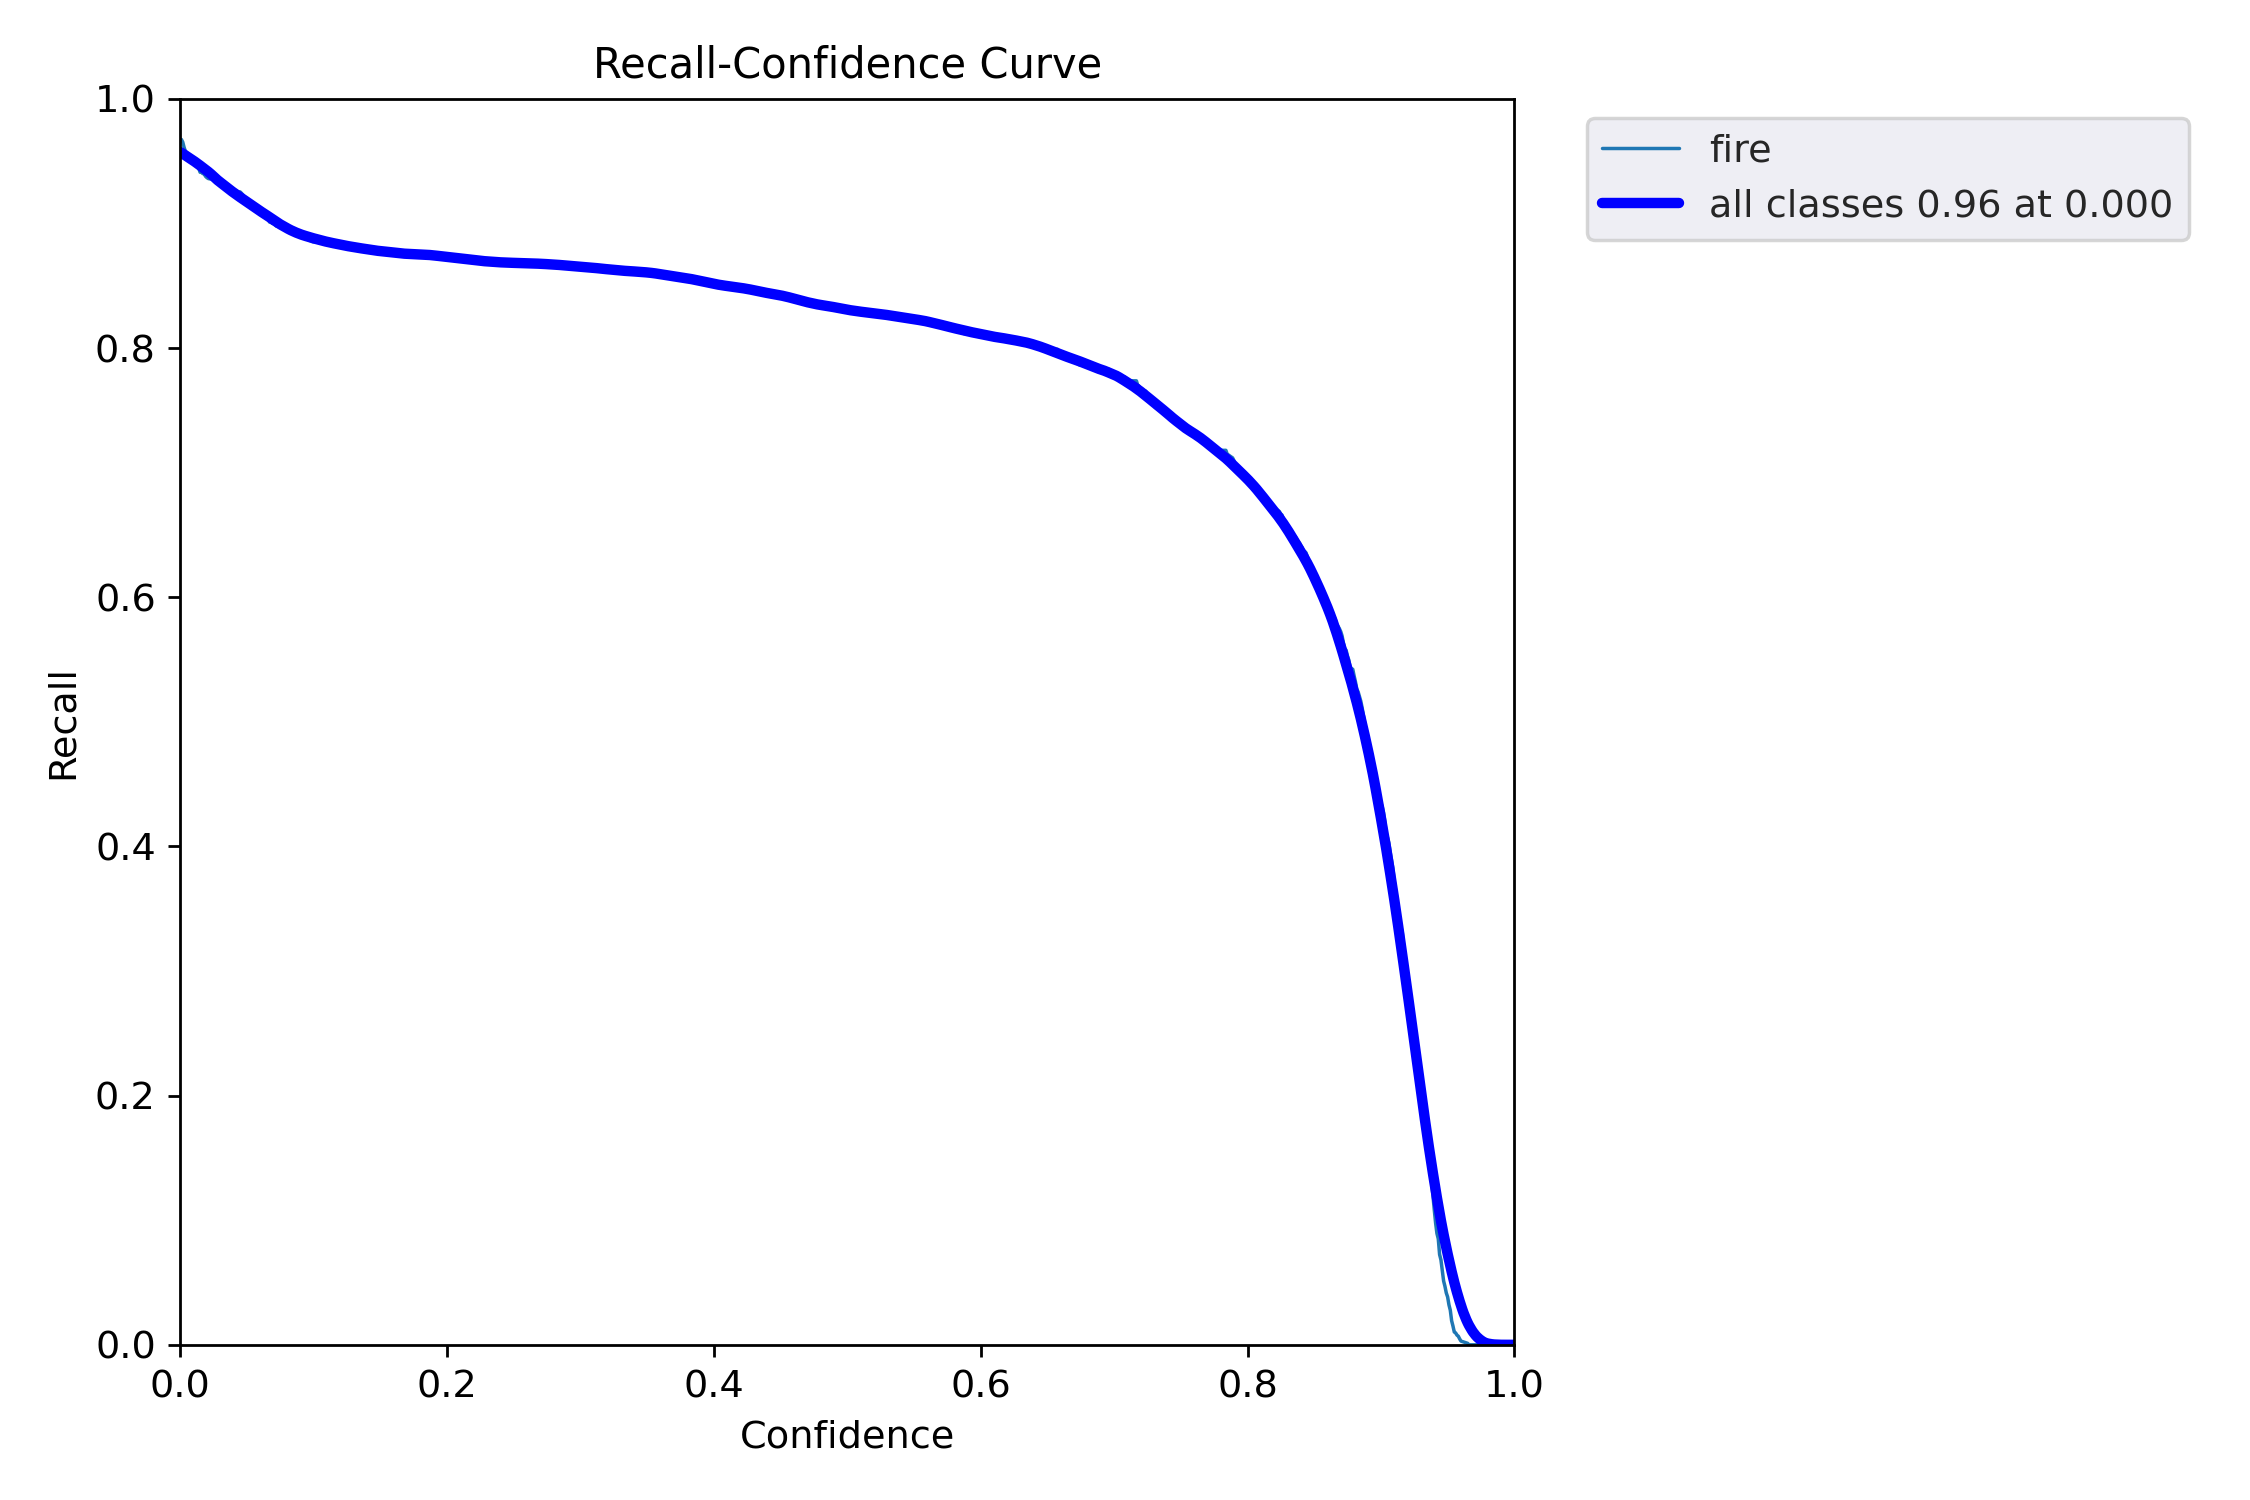 Recall-Confidence Curve
1.0
0.8
0.6
0.4
0.2
0.0
Recall
0.0 0.2 0.4 0.6 0.8 1.0
Confidence
fire
all classes 0.96 at 0.000